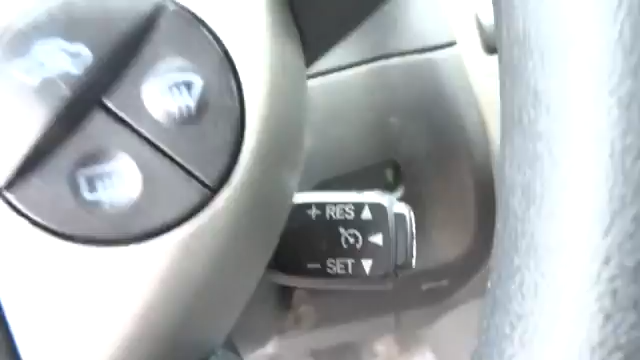 + RES ▲
◄
− SET ▼